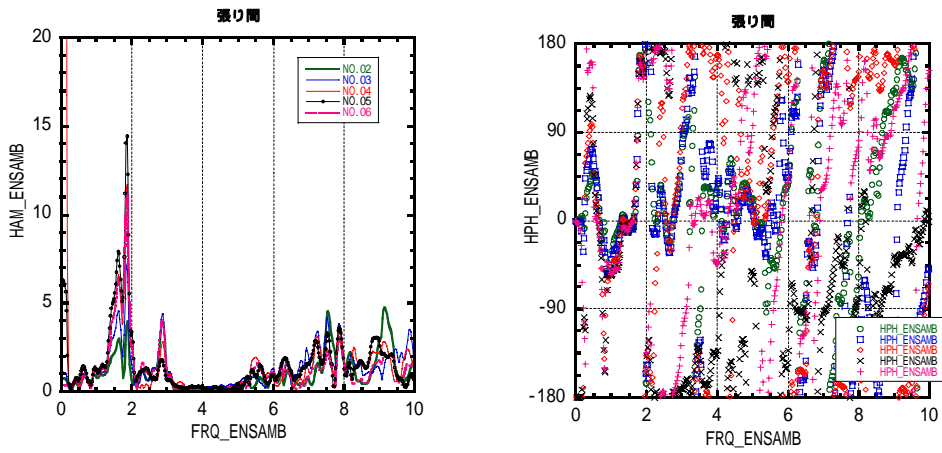 張り間
20
15
10
5
0
HAM_ENSAMB
NO.02
NO.03
NO.04
NO.05
NO.06
0 2 4 6 8 10
FRQ_ENSAMB
張り間
180
90
0
-90
-180
HPH_ENSAMB
HPH_ENSAMB
HPH_ENSAMB
HPH_ENSAMB
HPH_ENSAMB
HPH_ENSAMB
0 2 4 6 8 10
FRQ_ENSAMB